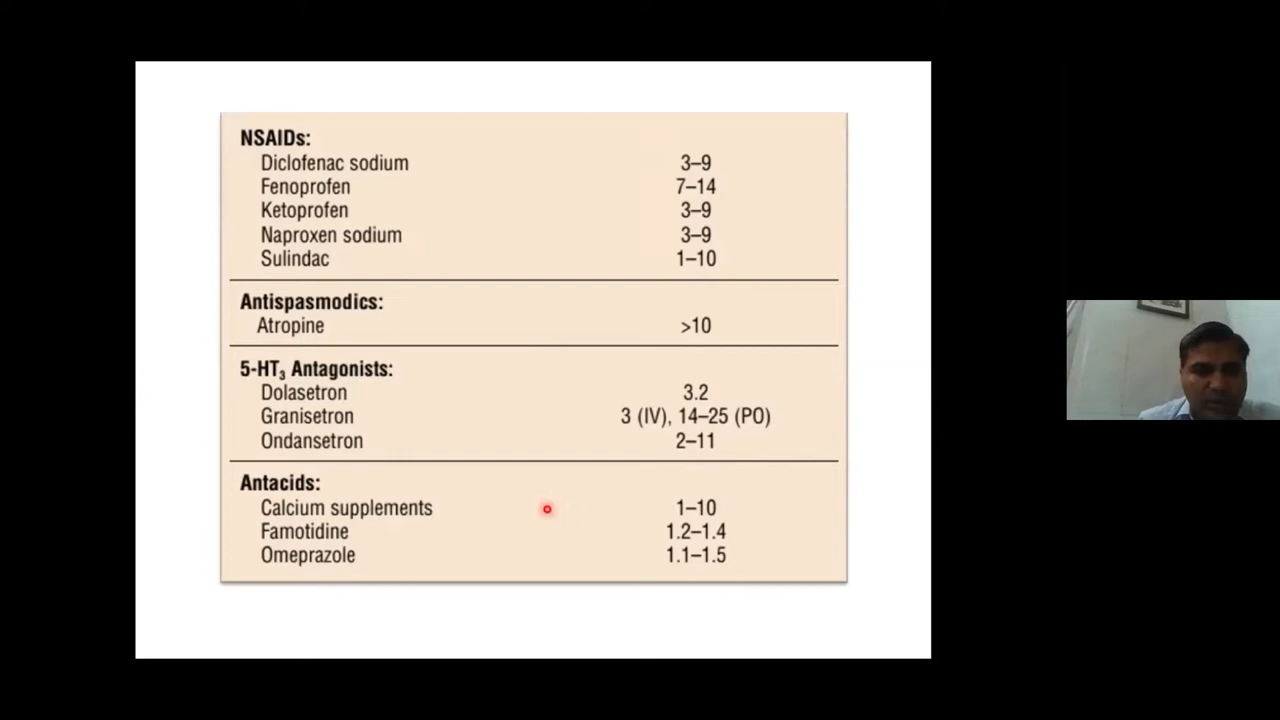 NSAIDs:
Diclofenac sodium 3–9
Fenoprofen 7–14
Ketoprofen 3–9
Naproxen sodium 3–9
Sulindac 1–10
Antispasmodics:
Atropine >10
5-HT₃ Antagonists:
Dolasetron 3.2
Granisetron 3 (IV), 14–25 (PO)
Ondansetron 2–11
Antacids:
Calcium supplements 1–10
Famotidine 1.2–1.4
Omeprazole 1.1–1.5